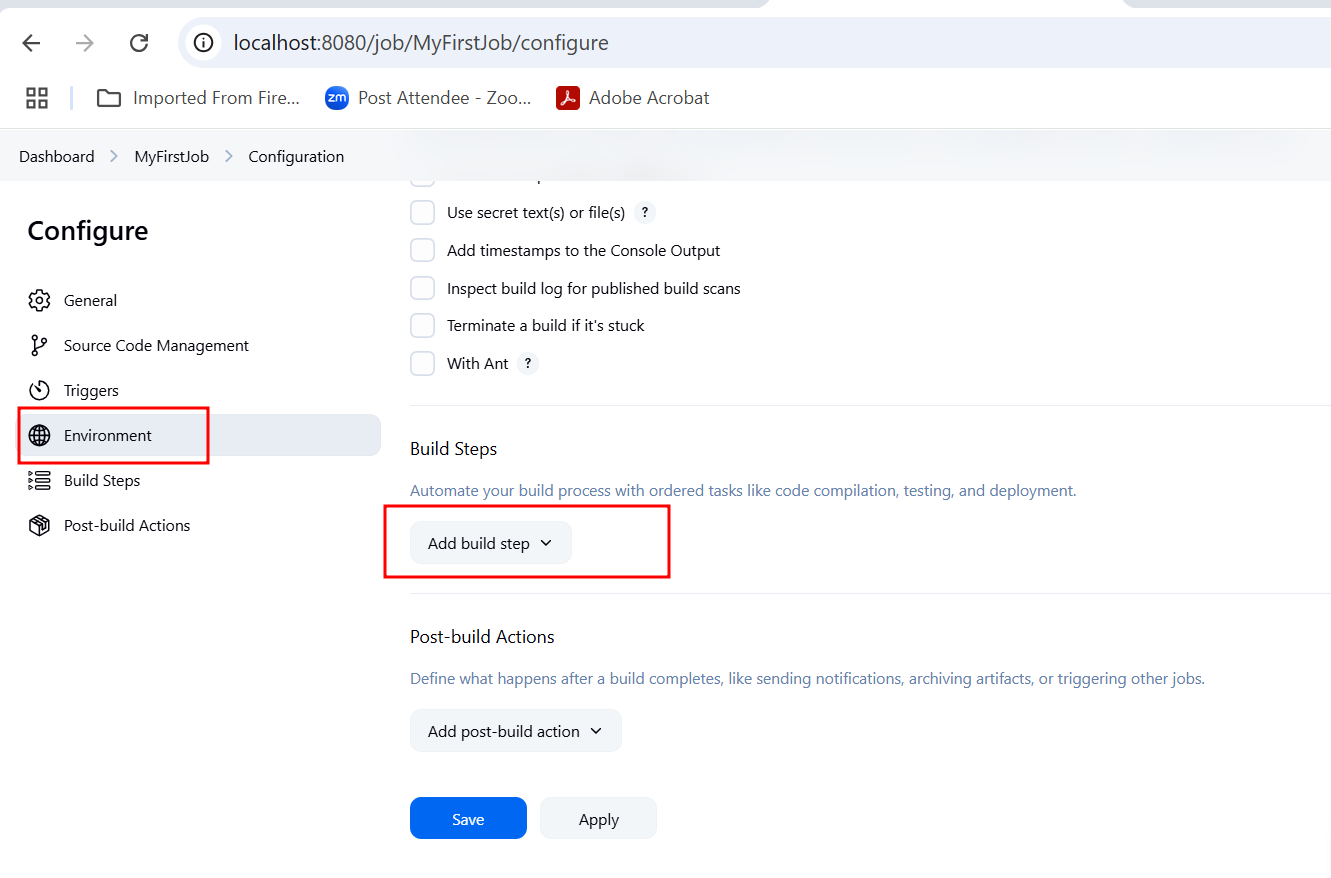 localhost:8080/job/MyFirstJob/configure
Imported From Fire...
zm Post Attendee - Zoo...
Adobe Acrobat
Dashboard > MyFirstJob > Configuration
Configure
General
Source Code Management
Triggers
Environment
Build Steps
Post-build Actions
Use secret text(s) or file(s) ?
Add timestamps to the Console Output
Inspect build log for published build scans
Terminate a build if it's stuck
With Ant ?
Build Steps
Automate your build process with ordered tasks like code compilation, testing, and deployment.
Add build step
Post-build Actions
Define what happens after a build completes, like sending notifications, archiving artifacts, or triggering other jobs.
Add post-build action
Save Apply